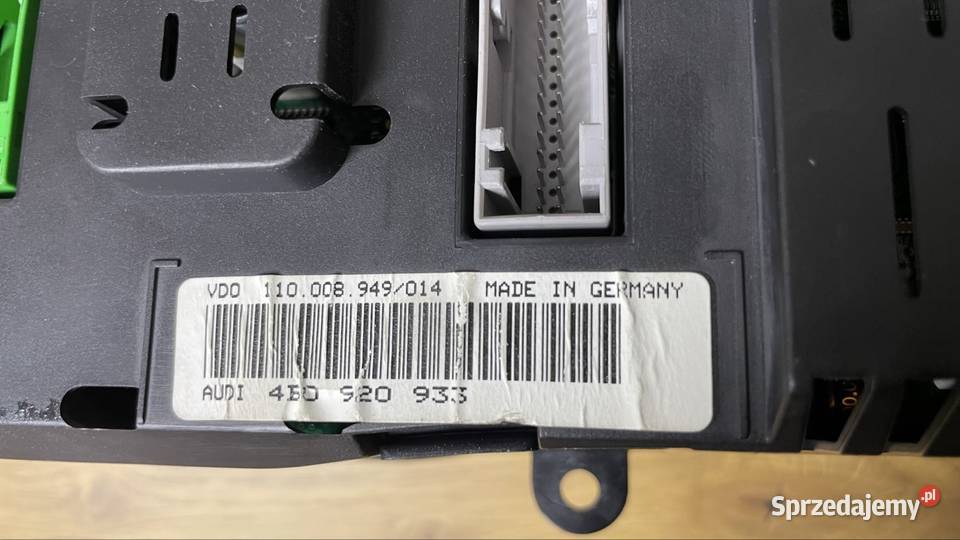 VDO 110.008.949/014 MADE IN GERMANY
AUDI 4B0 920 933
Sprzedajemy.pl